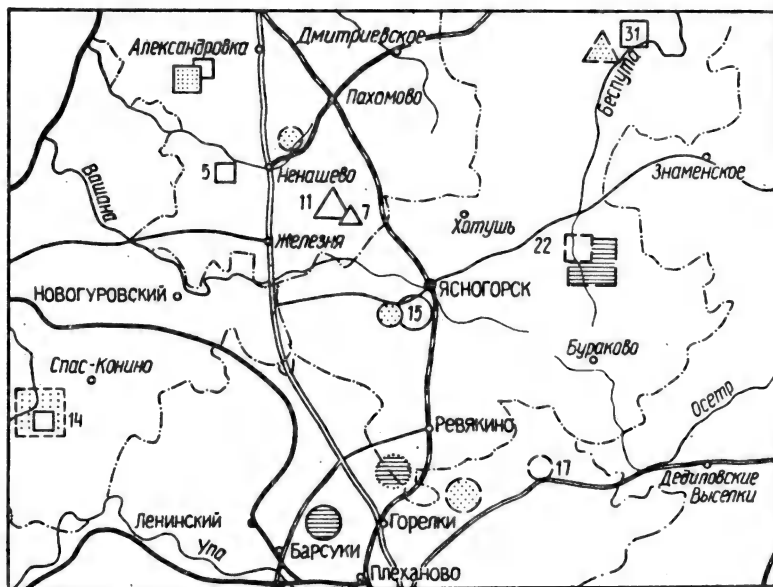 Александровка
Дмитриевское
31
Беспута
Пахомово
Вашана
5
Ненашево
11
7
Знаменское
Хотушь
Железня
22
НОВОГУРОВСКИЙ
ЯСНОГОРСК
15
Бураково
Спас-Конино
14
Осетр
Ревякино
17
Дедиловские
Выселки
Ленинский
Упа
Горелки
Барсуки
Плеханово